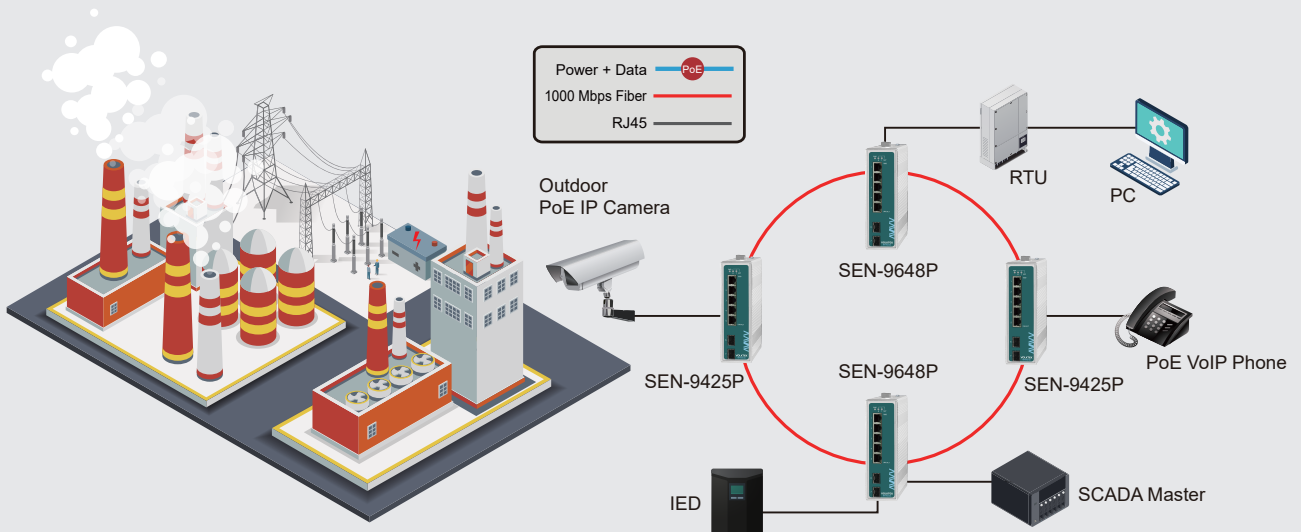 Power + Data
PoE
1000 Mbps Fiber
RJ45
Outdoor
PoE IP Camera
RTU
PC
SEN-9648P
SEN-9425P
SEN-9648P
SEN-9425P
PoE VoIP Phone
IED
SCADA Master